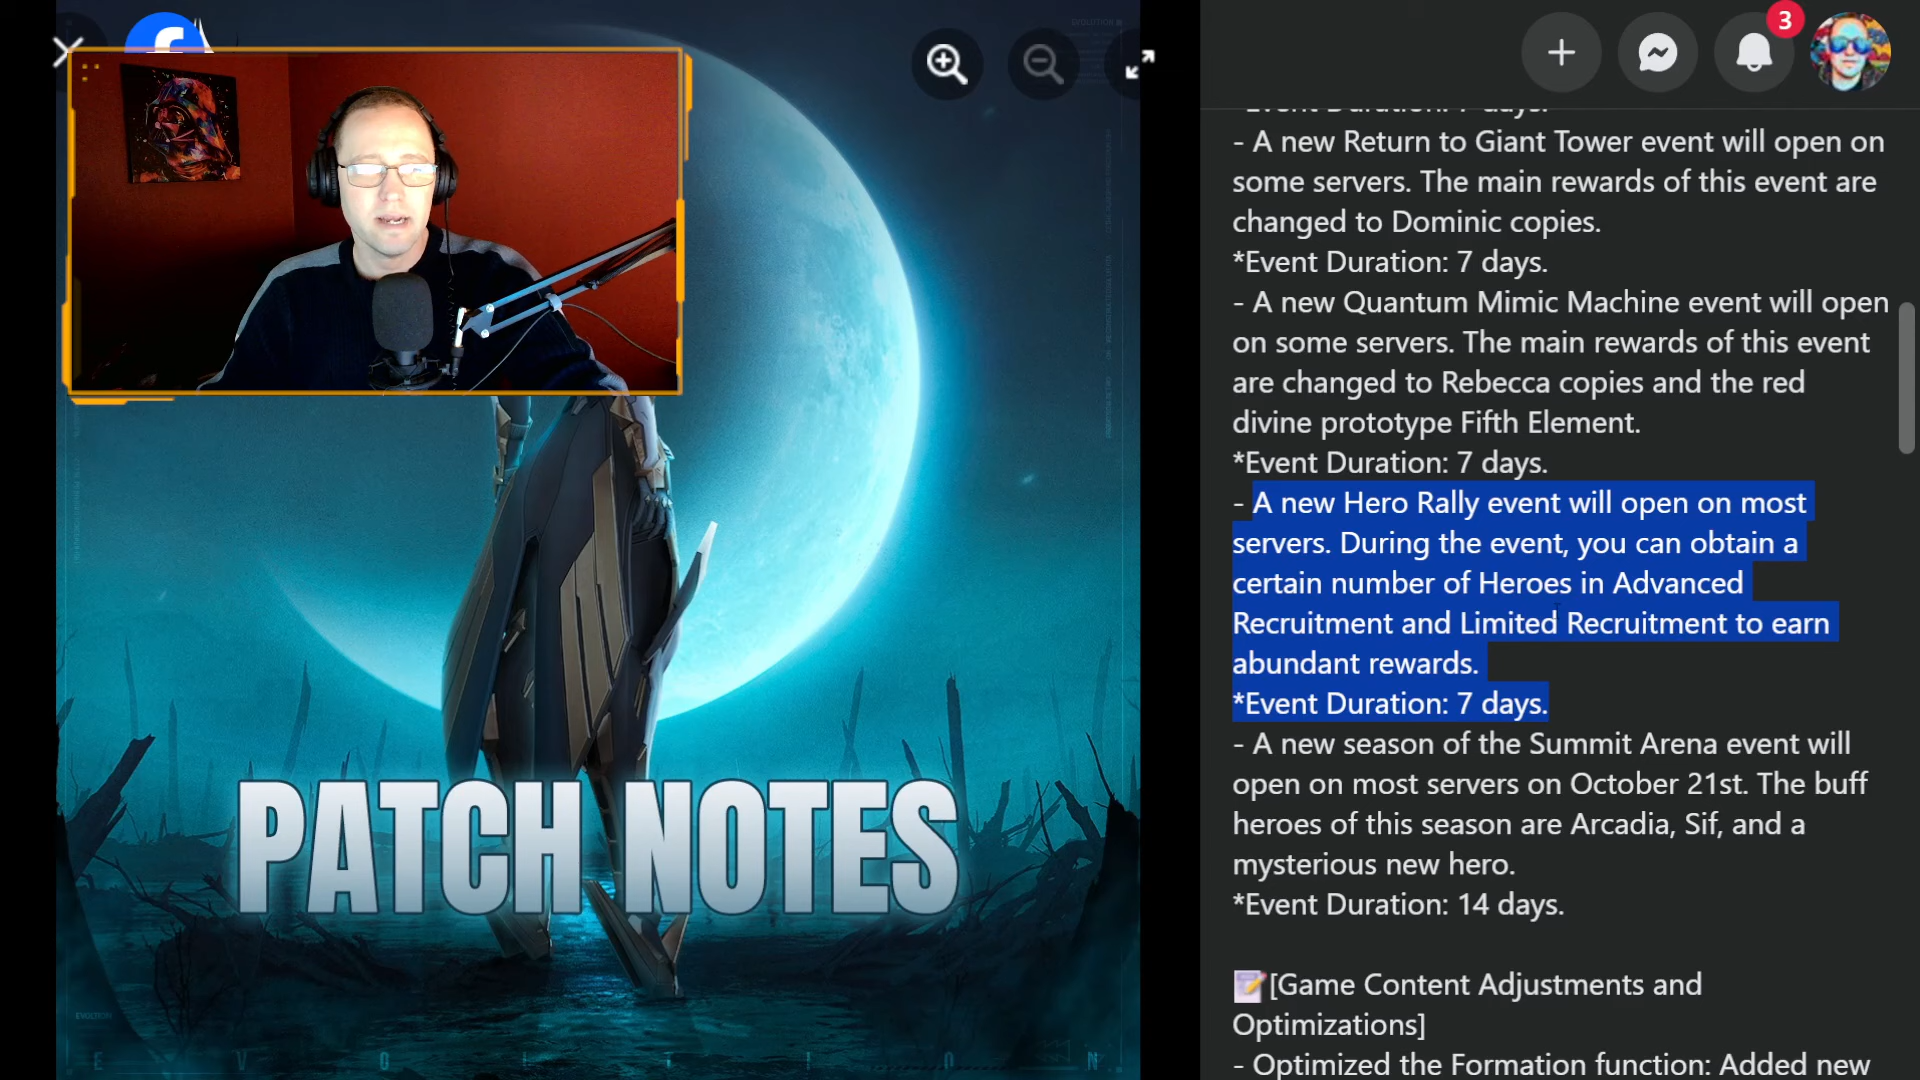 3
*Event Duration: 7 days.
- A new Return to Giant Tower event will open on
some servers. The main rewards of this event are
changed to Dominic copies.
*Event Duration: 7 days.
- A new Quantum Mimic Machine event will open
on some servers. The main rewards of this event
are changed to Rebecca copies and the red
divine prototype Fifth Element.
*Event Duration: 7 days.
- A new Hero Rally event will open on most
servers. During the event, you can obtain a
certain number of Heroes in Advanced
Recruitment and Limited Recruitment to earn
abundant rewards.
*Event Duration: 7 days.
- A new season of the Summit Arena event will
open on most servers on October 21st. The buff
heroes of this season are Arcadia, Sif, and a
mysterious new hero.
*Event Duration: 14 days.
[Game Content Adjustments and
Optimizations]
- Optimized the Formation function: Added new
PATCH NOTES